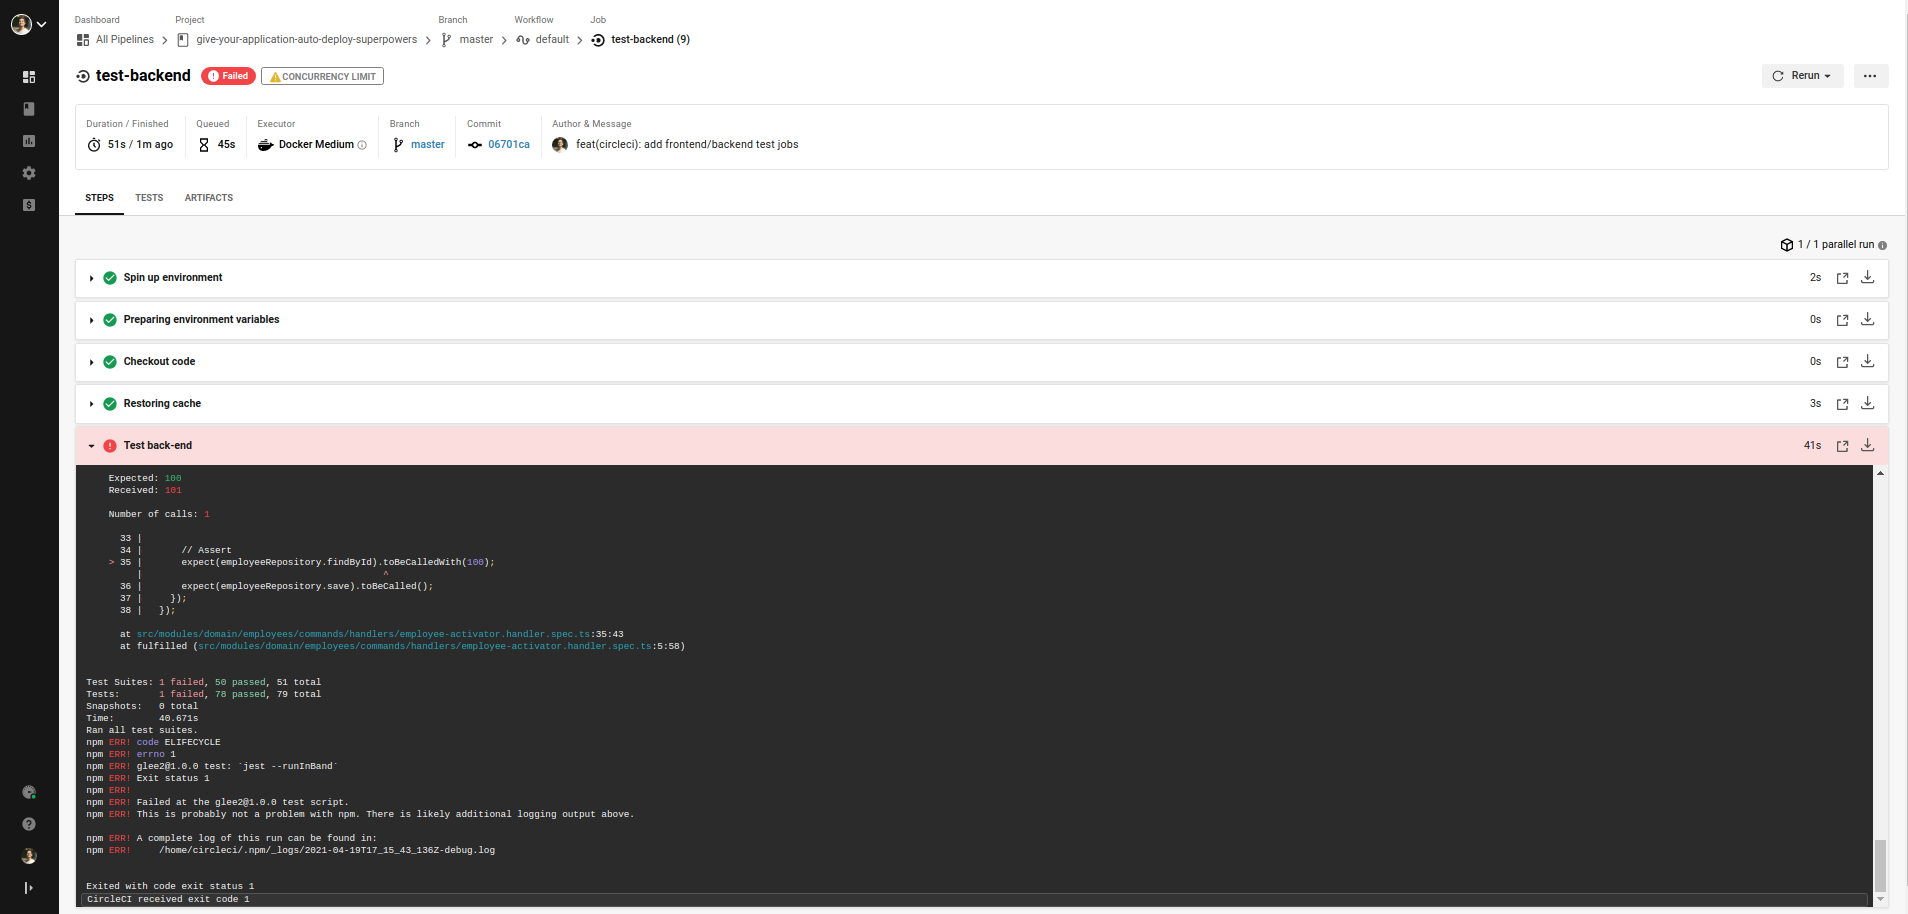 Dashboard
All Pipelines
Project
give-your-application-auto-deploy-superpowers
Branch
master
Workflow
default
Job
test-backend (9)
test-backend
Failed
CONCURRENCY LIMIT
Rerun
Duration / Finished
51s / 1m ago
Queued
45s
Executor
Docker Medium
Branch
master
Commit
06701ca
Author & Message
feat(circleci): add frontend/backend test jobs
STEPS
TESTS
ARTIFACTS
1 / 1 parallel run
Spin up environment
2s
Preparing environment variables
0s
Checkout code
0s
Restoring cache
3s
Test back-end
41s
Expected: 100
Received: 101
Number of calls: 1
33 |
34 | // Assert
> 35 | expect(employeeRepository.findById).toBeCalledWith(100);
| ^
36 | expect(employeeRepository.save).toBeCalled();
37 | });
38 | });
at src/modules/domain/employees/commands/handlers/employee-activator.handler.spec.ts:35:43
at fulfilled (src/modules/domain/employees/commands/handlers/employee-activator.handler.spec.ts:5:58)
Test Suites: 1 failed, 50 passed, 51 total
Tests: 1 failed, 78 passed, 79 total
Snapshots: 0 total
Time: 40.671s
Ran all test suites.
npm ERR! code ELIFECYCLE
npm ERR! errno 1
npm ERR! glee2@1.0.0 test: `jest --runInBand`
npm ERR! Exit status 1
npm ERR!
npm ERR! Failed at the glee2@1.0.0 test script.
npm ERR! This is probably not a problem with npm. There is likely additional logging output above.
npm ERR! A complete log of this run can be found in:
npm ERR! /home/circleci/.npm/_logs/2021-04-19T17_15_43_136Z-debug.log
Exited with code exit status 1
CircleCI received exit code 1